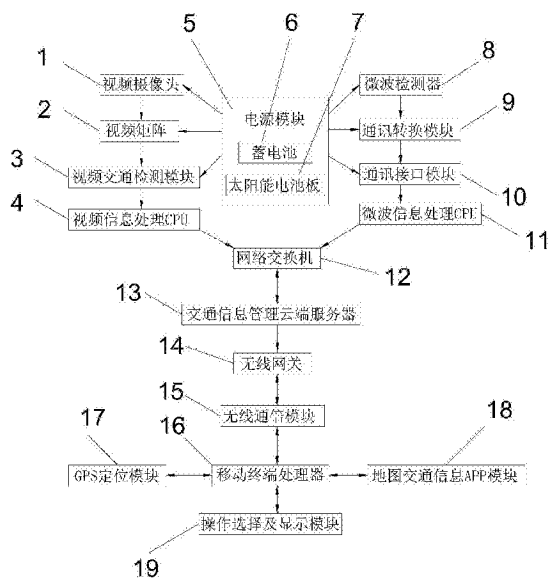 5 6 7
1 8
视频摄像头 微波检测器
2 电源模块 9
视频矩阵 通讯转换模块
蓄电池
3 视频交通检测模块 太阳能电池板 通讯接口模块 10
4 视频信息处理CPU 微波信息处理CPU 11
网络交换机 12
13 交通信息管理云端服务器
14 无线网关
15 无线通信模块
17 16 18
GPS定位模块 移动终端处理器 地图交通信息APP模块
操作选择及显示模块
19